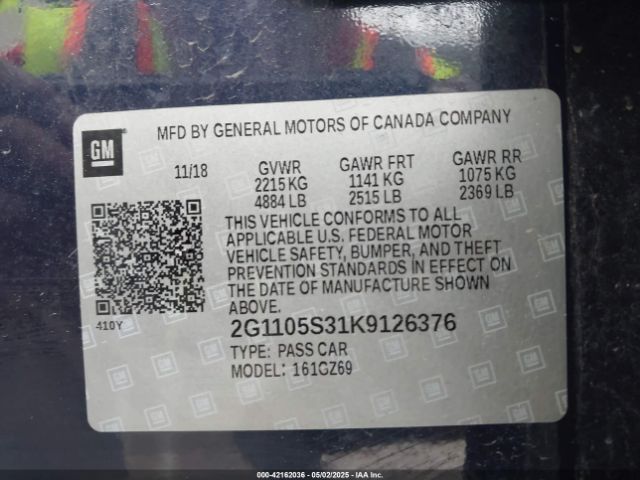 GM
MFD BY GENERAL MOTORS OF CANADA COMPANY
11/18
GVWR
2215 KG
4884 LB
GAWR FRT
1141 KG
2515 LB
GAWR RR
1075 KG
2369 LB
THIS VEHICLE CONFORMS TO ALL
APPLICABLE U.S. FEDERAL MOTOR
VEHICLE SAFETY, BUMPER, AND THEFT
PREVENTION STANDARDS IN EFFECT ON
THE DATE OF MANUFACTURE SHOWN
ABOVE.
410Y
2G1105S31K9126376
TYPE: PASS CAR
MODEL: 161GZ69
000-42162036 - 05/02/2025 - IAA Inc.